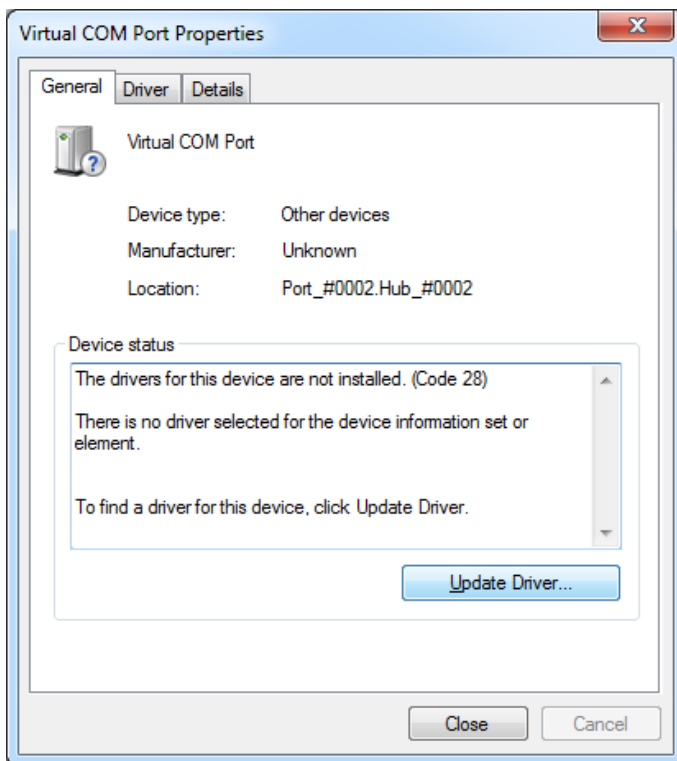 Virtual COM Port Properties
General Driver Details
Virtual COM Port
Device type: Other devices
Manufacturer: Unknown
Location: Port_#0002.Hub_#0002
Device status
The drivers for this device are not installed. (Code 28)
There is no driver selected for the device information set or
element.
To find a driver for this device, click Update Driver.
Update Driver...
Close Cancel